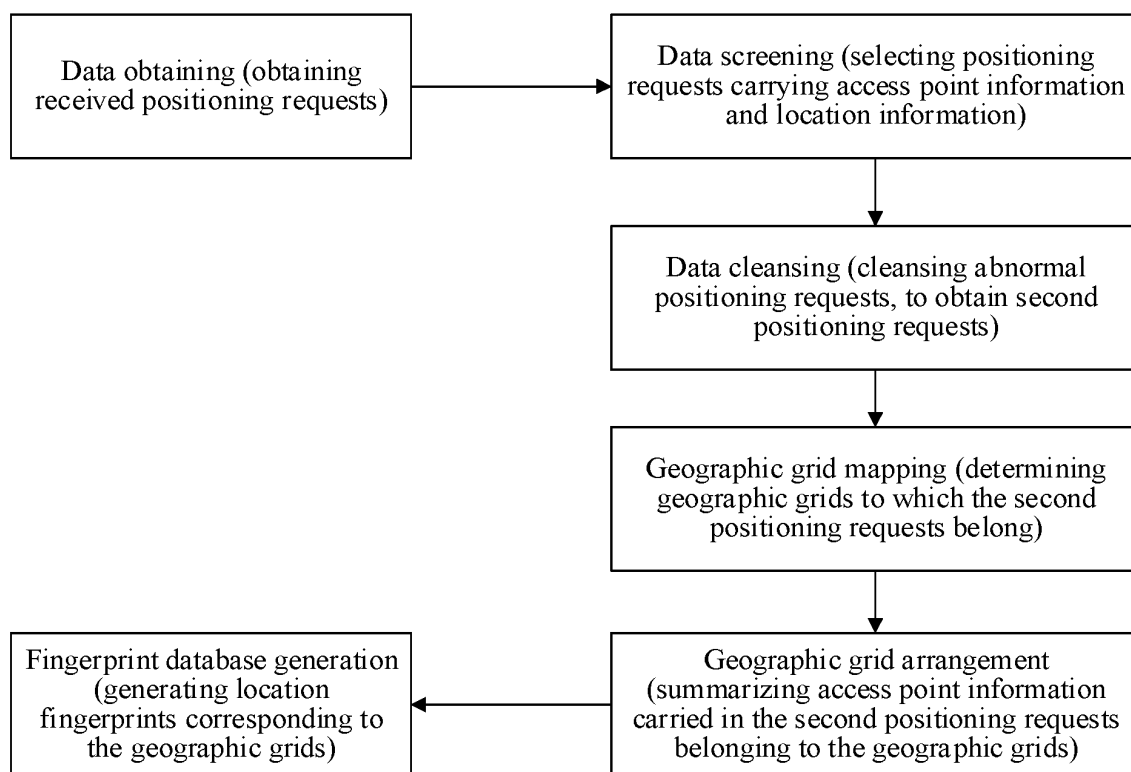 Data obtaining (obtaining
received positioning requests)
Data screening (selecting positioning
requests carrying access point information
and location information)
Data cleansing (cleansing abnormal
positioning requests, to obtain second
positioning requests)
Geographic grid mapping (determining
geographic grids to which the second
positioning requests belong)
Geographic grid arrangement
(summarizing access point information
carried in the second positioning requests
belonging to the geographic grids)
Fingerprint database generation
(generating location
fingerprints corresponding to
the geographic grids)